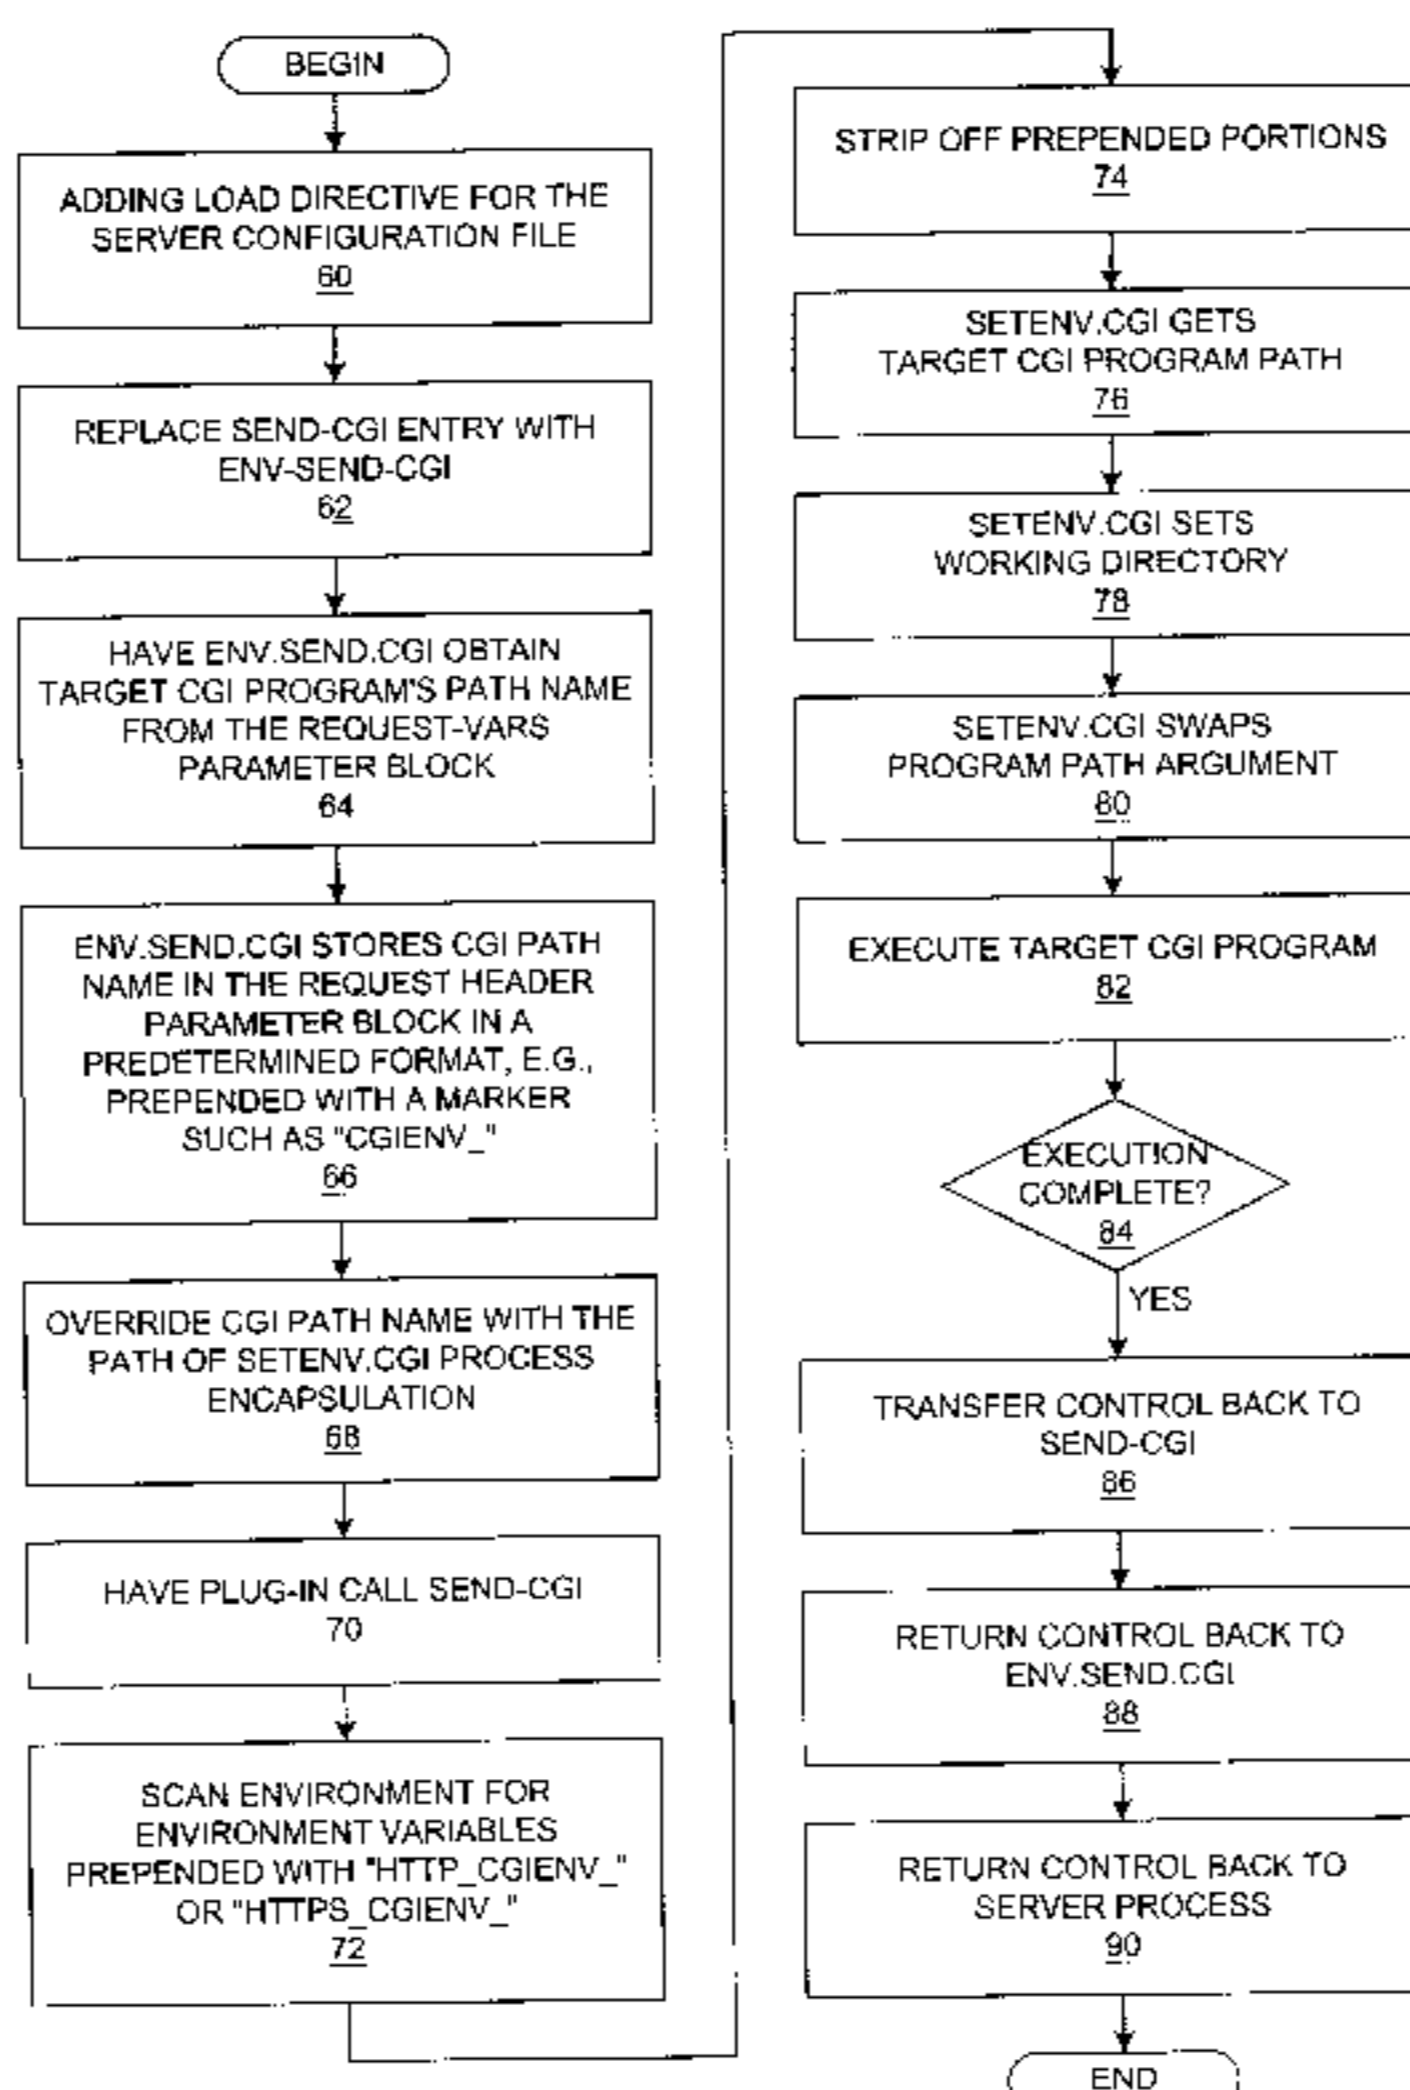 BEGIN
ADDING LOAD DIRECTIVE FOR THE
SERVER CONFIGURATION FILE
60
REPLACE SEND-CGI ENTRY WITH
ENV-SEND-CGI
62
HAVE ENV.SEND.CGI OBTAIN
TARGET CGI PROGRAM'S PATH NAME
FROM THE REQUEST-VARS
PARAMETER BLOCK
64
ENV.SEND.CGI STORES CGI PATH
NAME IN THE REQUEST HEADER
PARAMETER BLOCK IN A
PREDETERMINED FORMAT, E.G.,
PREPENDED WITH A MARKER
SUCH AS "CGIENV_"
66
OVERRIDE CGI PATH NAME WITH THE
PATH OF SETENV.CGI PROCESS
ENCAPSULATION
68
HAVE PLUG-IN CALL SEND-CGI
70
SCAN ENVIRONMENT FOR
ENVIRONMENT VARIABLES
PREPENDED WITH "HTTP_CGIENV_"
OR "HTTPS_CGIENV_"
72
STRIP OFF PREPENDED PORTIONS
74
SETENV.CGI GETS
TARGET CGI PROGRAM PATH
76
SETENV.CGI SETS
WORKING DIRECTORY
78
SETENV.CGI SWAPS
PROGRAM PATH ARGUMENT
80
EXECUTE TARGET CGI PROGRAM
82
EXECUTION
COMPLETE?
84
YES
TRANSFER CONTROL BACK TO
SEND-CGI
86
RETURN CONTROL BACK TO
ENV.SEND.CGI
88
RETURN CONTROL BACK TO
SERVER PROCESS
90
END